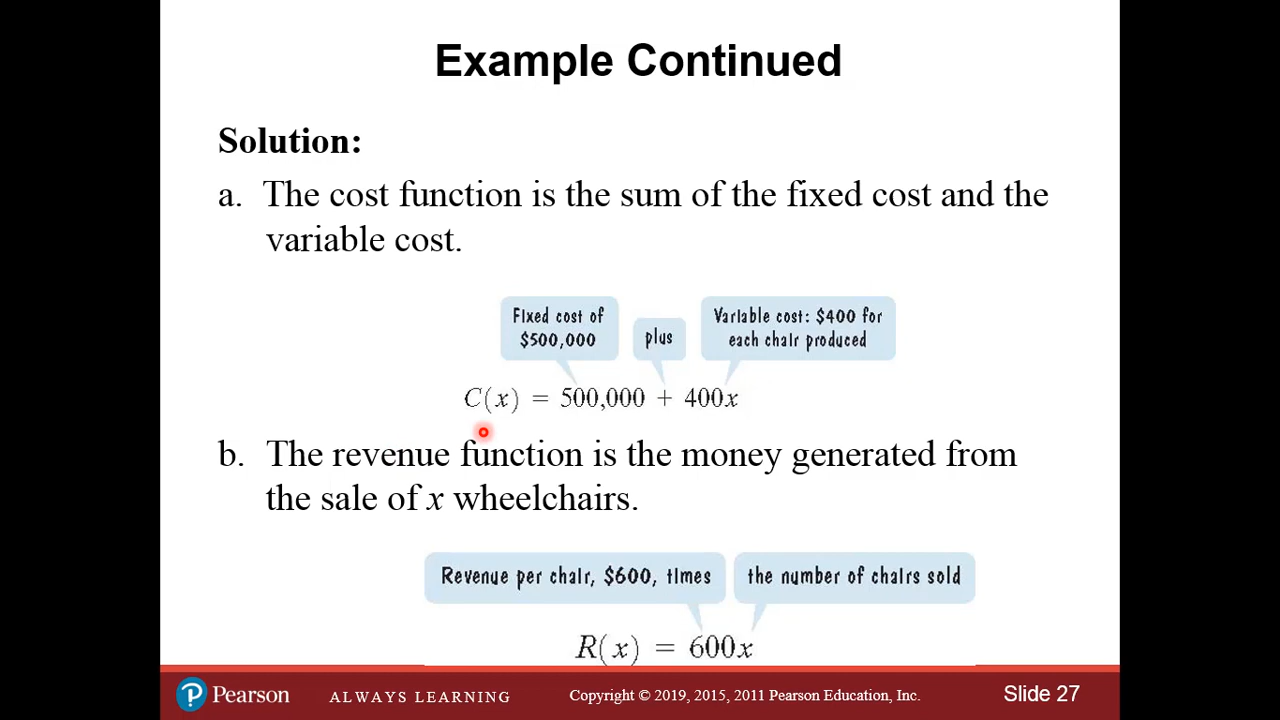 Example Continued
Solution:
a. The cost function is the sum of the fixed cost and the
variable cost.
Fixed cost of
$500,000
plus
Variable cost: $400 for
each chair produced
C(x) = 500,000 + 400x
b. The revenue function is the money generated from
the sale of x wheelchairs.
Revenue per chair, $600, times
the number of chairs sold
R(x) = 600x
Pearson
ALWAYS LEARNING
Copyright © 2019, 2015, 2011 Pearson Education, Inc.
Slide 27